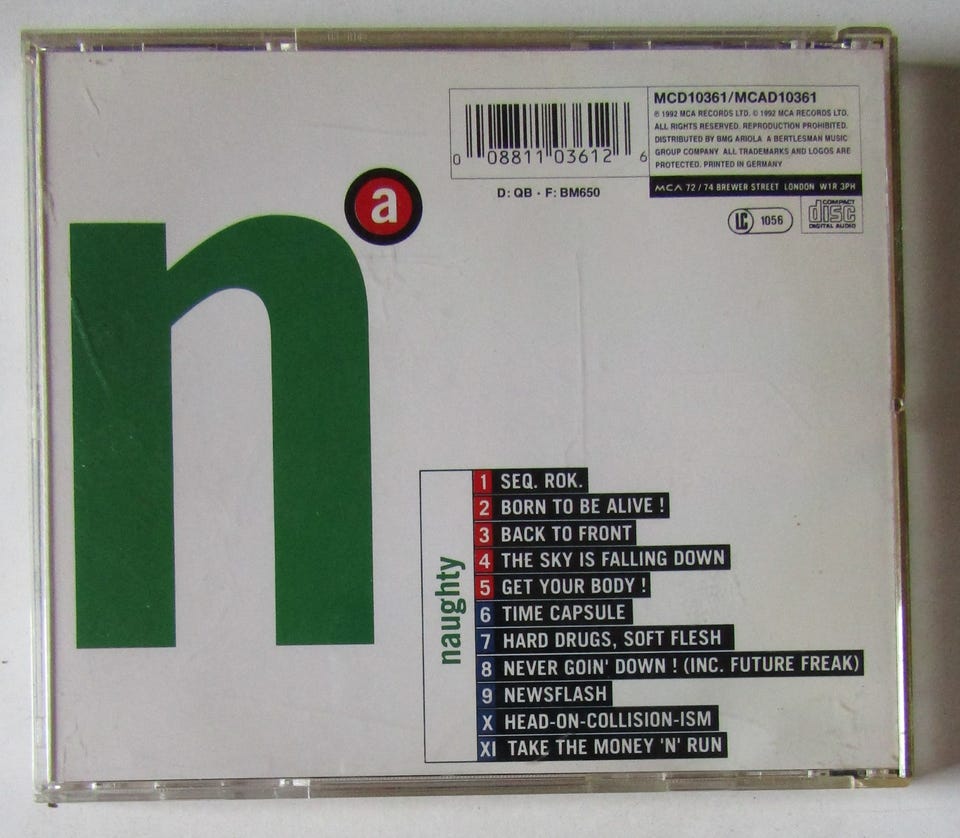 MCD10361/MCAD10361
℗ 1992 MCA RECORDS LTD. © 1992 MCA RECORDS LTD.
ALL RIGHTS RESERVED. REPRODUCTION PROHIBITED.
DISTRIBUTED BY BMG ARIOLA A BERTLESMAN MUSIC
GROUP COMPANY ALL TRADEMARKS AND LOGOS ARE
PROTECTED. PRINTED IN GERMANY
MCA 72 / 74 BREWER STREET LONDON W1R 3PH
0 08811 03612 6
D: QB · F: BM650
LC 1056
COMPACT
disc
DIGITAL AUDIO
n
a
naughty
1 SEQ. ROK.
2 BORN TO BE ALIVE !
3 BACK TO FRONT
4 THE SKY IS FALLING DOWN
5 GET YOUR BODY !
6 TIME CAPSULE
7 HARD DRUGS, SOFT FLESH
8 NEVER GOIN' DOWN ! (INC. FUTURE FREAK)
9 NEWSFLASH
X HEAD-ON-COLLISION-ISM
XI TAKE THE MONEY 'N' RUN